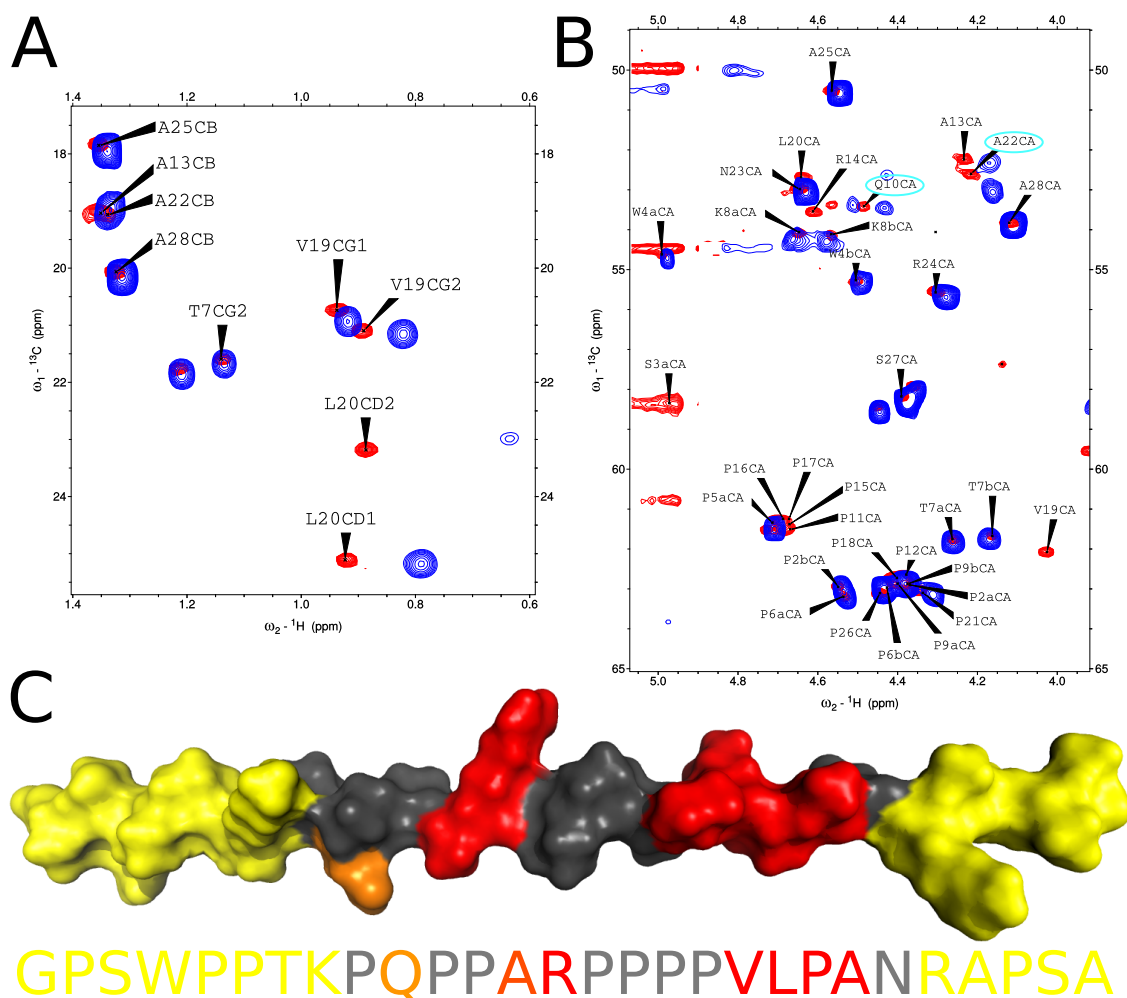 A
1.4 1.2 1.0 0.8 0.6
18
20
22
24
ω1 - 13C (ppm)
A25CB
A13CB
A22CB
A28CB
V19CG1
V19CG2
T7CG2
L20CD2
L20CD1
1.4 1.2 1.0 0.8 0.6
ω2 - 1H (ppm)
B
5.0 4.8 4.6 4.4 4.2 4.0
50 50
55 55
60 60
65 65
ω1 - 13C (ppm)
A25CA
A13CA
A22CA
L20CA
R14CA
N23CA
Q10CA
A28CA
W4aCA
K8aCA
K8bCA
W4bCA
R24CA
S3aCA
S27CA
P17CA
P16CA
P15CA
P5aCA
P11CA
T7bCA
T7aCA
V19CA
P18CA
P12CA
P2bCA
P9bCA
P2aCA
P6aCA
P21CA
P26CA
P9aCA
P6bCA
5.0 4.8 4.6 4.4 4.2 4.0
ω2 - 1H (ppm)
C
GPSWPPTKPQPPARPPPPVLPANRAPSA